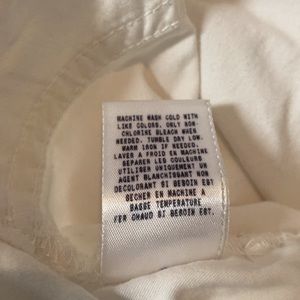 MACHINE WASH COLD WITH
LIKE COLORS. ONLY NON-
CHLORINE BLEACH WHEN
NEEDED. TUMBLE DRY LOW.
WARM IRON IF NEEDED.
LAVER A FROID EN MACHINE
SEPAREN LES COULEURS
UTILISER UNIQUEMENT UN
AGENT BLANCHISSANT NON
DECOLORANT SI BESOIN EST
SECHER EN MACHINE A
BASSE TEMPERATURE
FER CHAUD SI BESOIN EST.